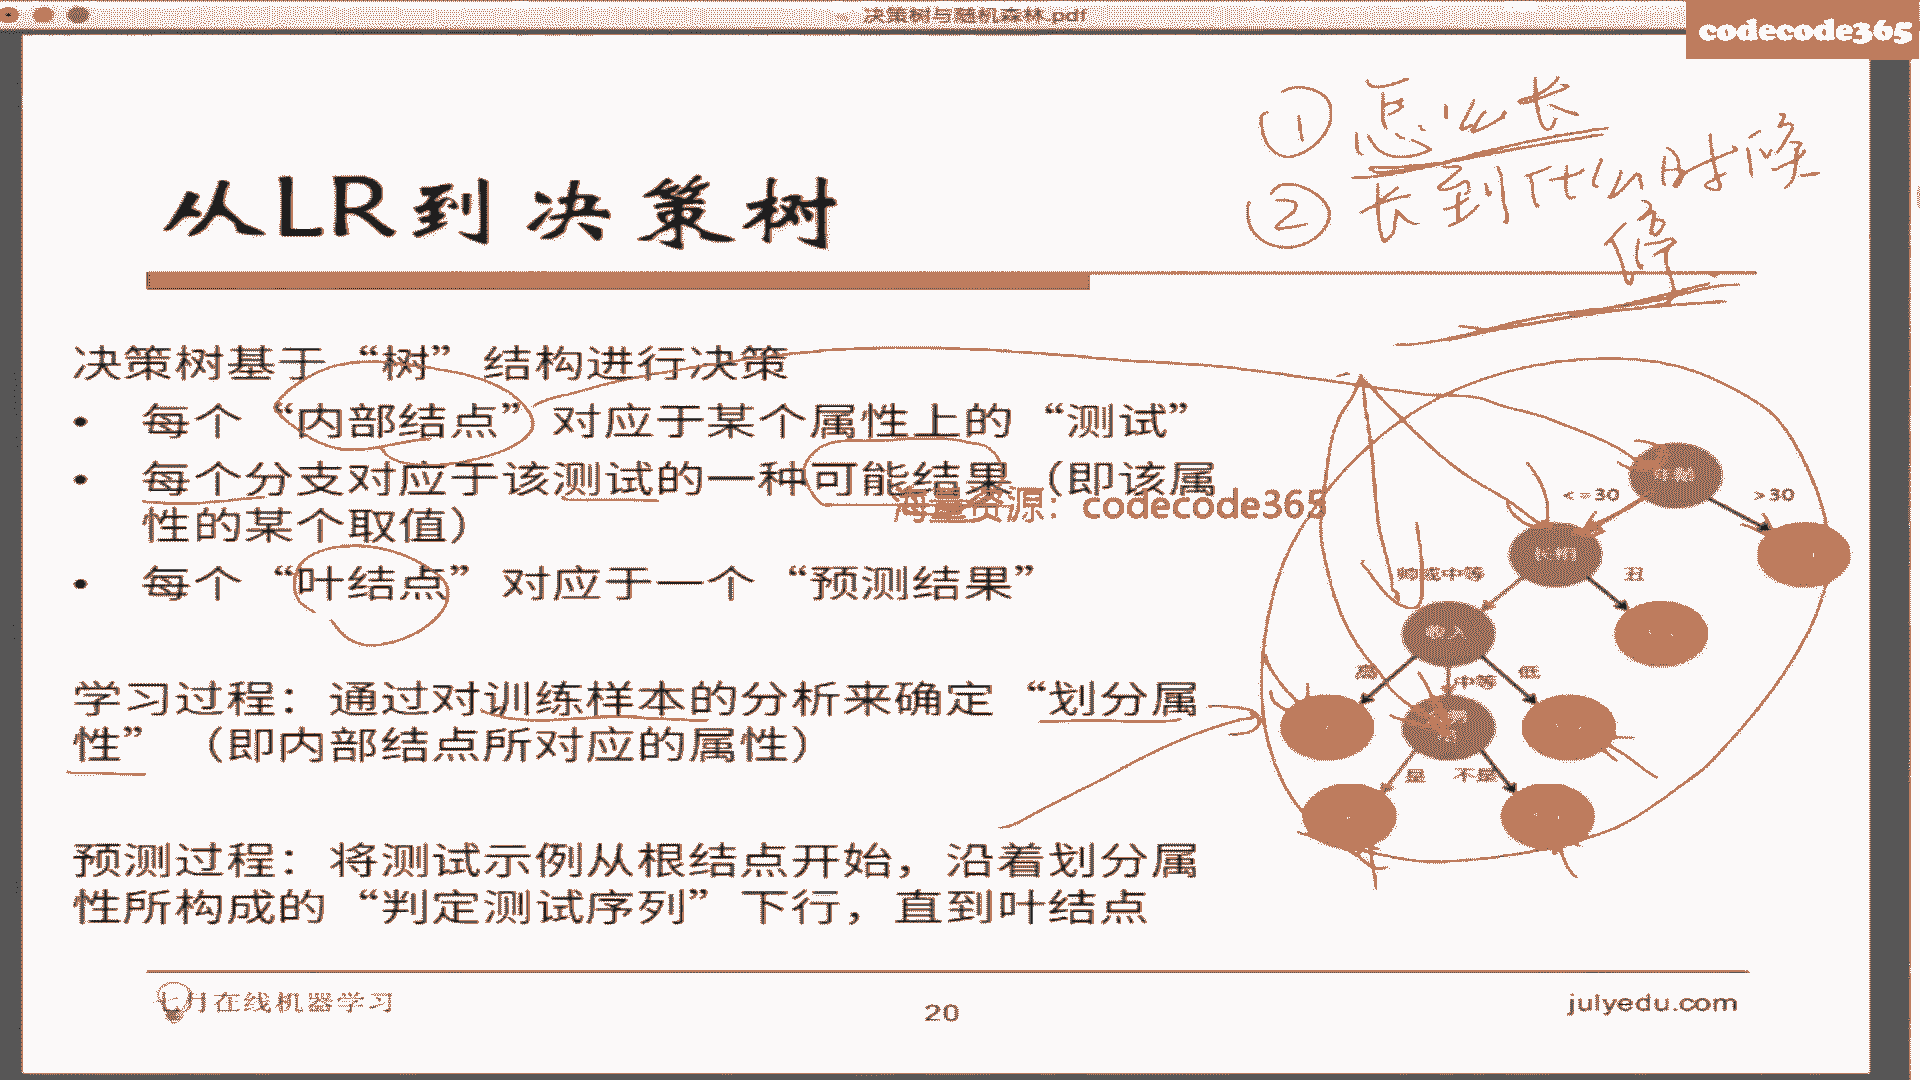 决策树与随机森林.pdf
codecode365
① 怎么长
② 长到什么时候
停
从LR到决策树
决策树基于“树”结构进行决策
• 每个“内部结点”对应于某个属性上的“测试”
• 每个分支对应于该测试的一种可能结果（即该属
性的某个取值）
海量资源：codecode365
• 每个“叶结点”对应于一个“预测结果”
学习过程：通过对训练样本的分析来确定“划分属
性”（即内部结点所对应的属性）
预测过程：将测试示例从根结点开始，沿着划分属
性所构成的“判定测试序列”下行，直到叶结点
年龄
<=30
>30
长相
帅或中等
丑
收入
高
中等
低
是
不是
七月在线机器学习
20
julyedu.com